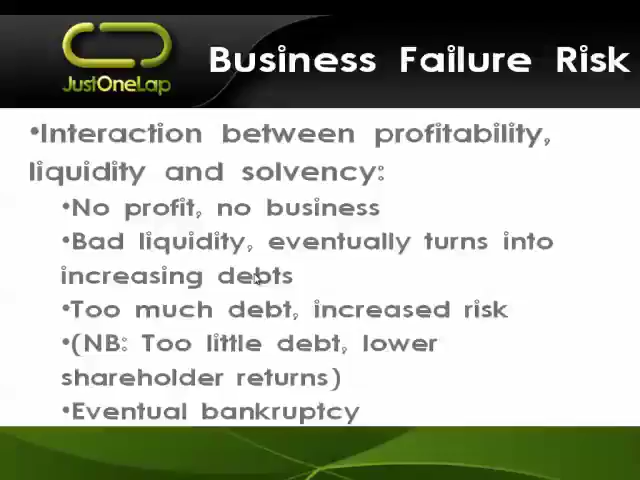 JustOneLap
Business Failure Risk
•Interaction between profitability,
liquidity and solvency:
•No profit, no business
•Bad liquidity, eventually turns into
increasing debts
•Too much debt, increased risk
•(NB: Too little debt, lower
shareholder returns)
•Eventual bankruptcy